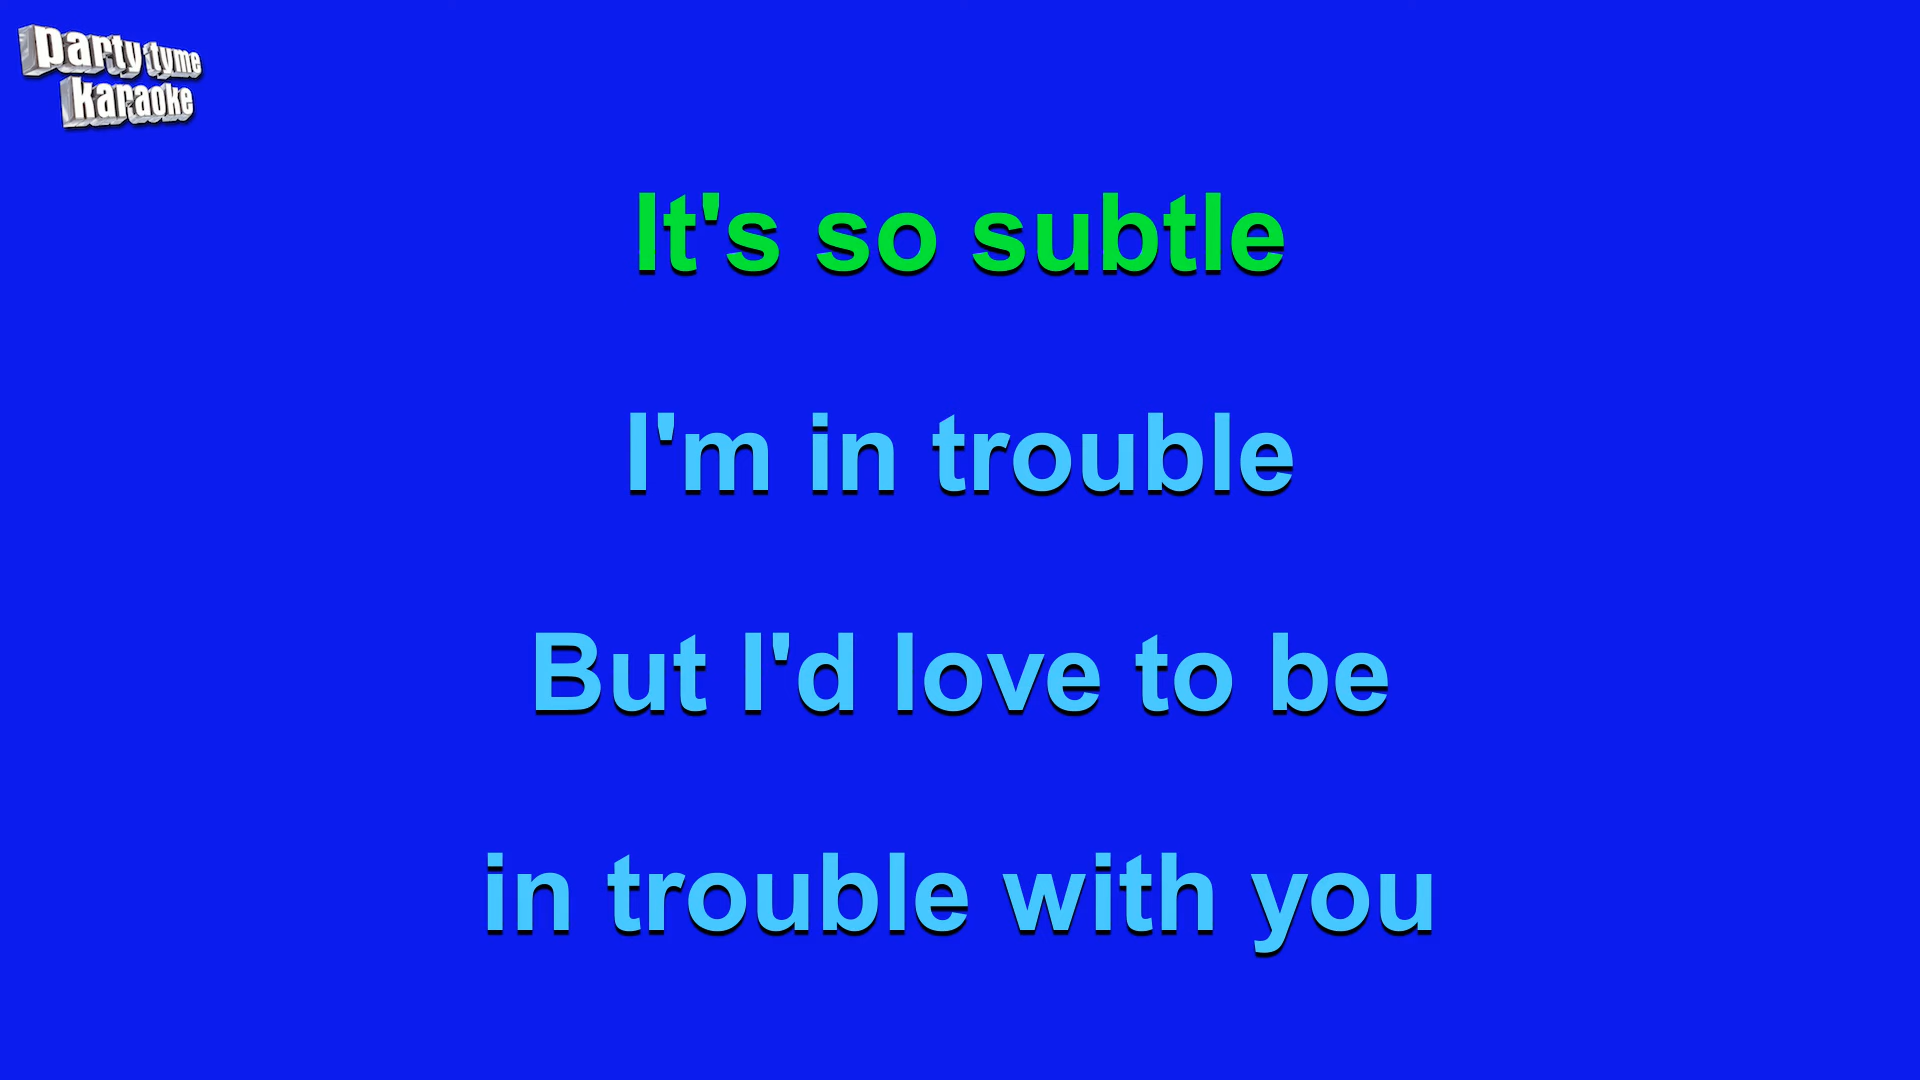 party tyme
karaoke
It's so subtle
I'm in trouble
But I'd love to be
in trouble with you